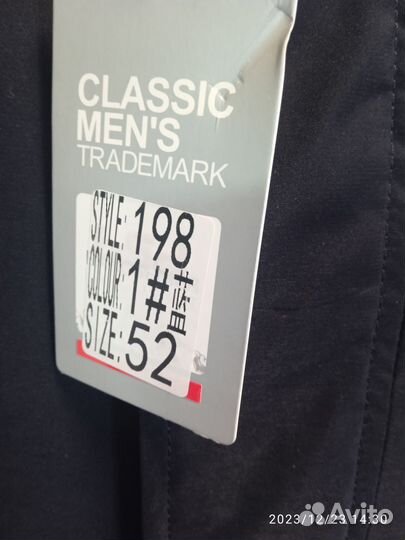 CLASSIC
MEN'S
TRADEMARK
STYLE: 198
COLOUR: 1#蓝
SIZE: 52
2023/12/23 14:30
Avito